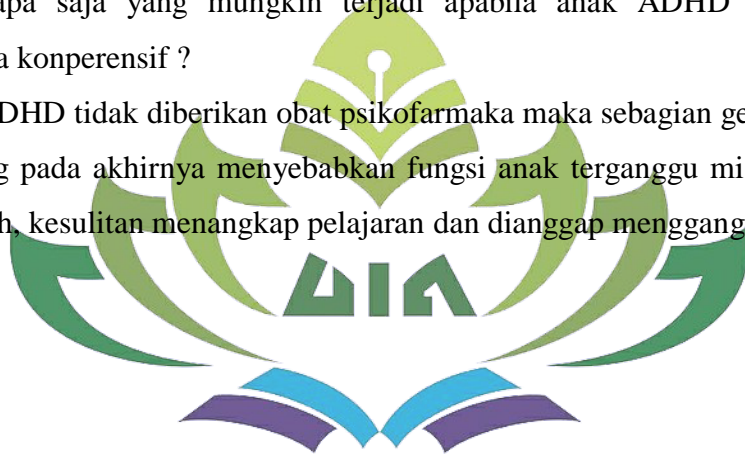 apa saja yang mungkin terjadi apabila anak ADHD
a konperensif ?
DHD tidak diberikan obat psikofarmaka maka sebagian ge
g pada akhirnya menyebabkan fungsi anak terganggu mi
h, kesulitan menangkap pelajaran dan dianggap menggang
UIN